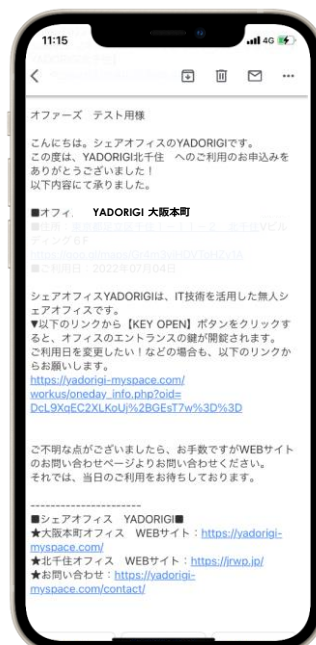 11:15
4G
オファーズ　テスト用様
こんにちは。シェアオフィスのYADORIGIです。
この度は、YADORIGI北千住　へのご利用のお申込みを
ありがとうございました！
以下内容にて承りました。
■オフィ.　YADORIGI 大阪本町
ディング６F
■ご利用日：2022年07月04日
シェアオフィスYADORIGIは、IT技術を活用した無人シ
ェアオフィスです。
▼以下のリンクから【KEY OPEN】ボタンをクリックす
ると、オフィスのエントランスの鍵が開錠されます。
ご利用日を変更したい！などの場合も、以下のリンクか
らお願いします。
https://yadorigi-myspace.com/
workus/oneday_info.php?oid=
DcL9XqEC2XLKoUj%2BGEsT7w%3D%3D
ご不明な点がございましたら、お手数ですがWEBサイト
のお問い合わせページよりお問い合わせください。
それでは、当日のご利用をお待ちしております。
----------------------
■シェアオフィス　YADORIGI■
★大阪本町オフィス　WEBサイト：https://yadorigi-
myspace.com/
★北千住オフィス　WEBサイト：https://jrwp.jp/
★お問い合わせ：https://yadorigi-
myspace.com/contact/